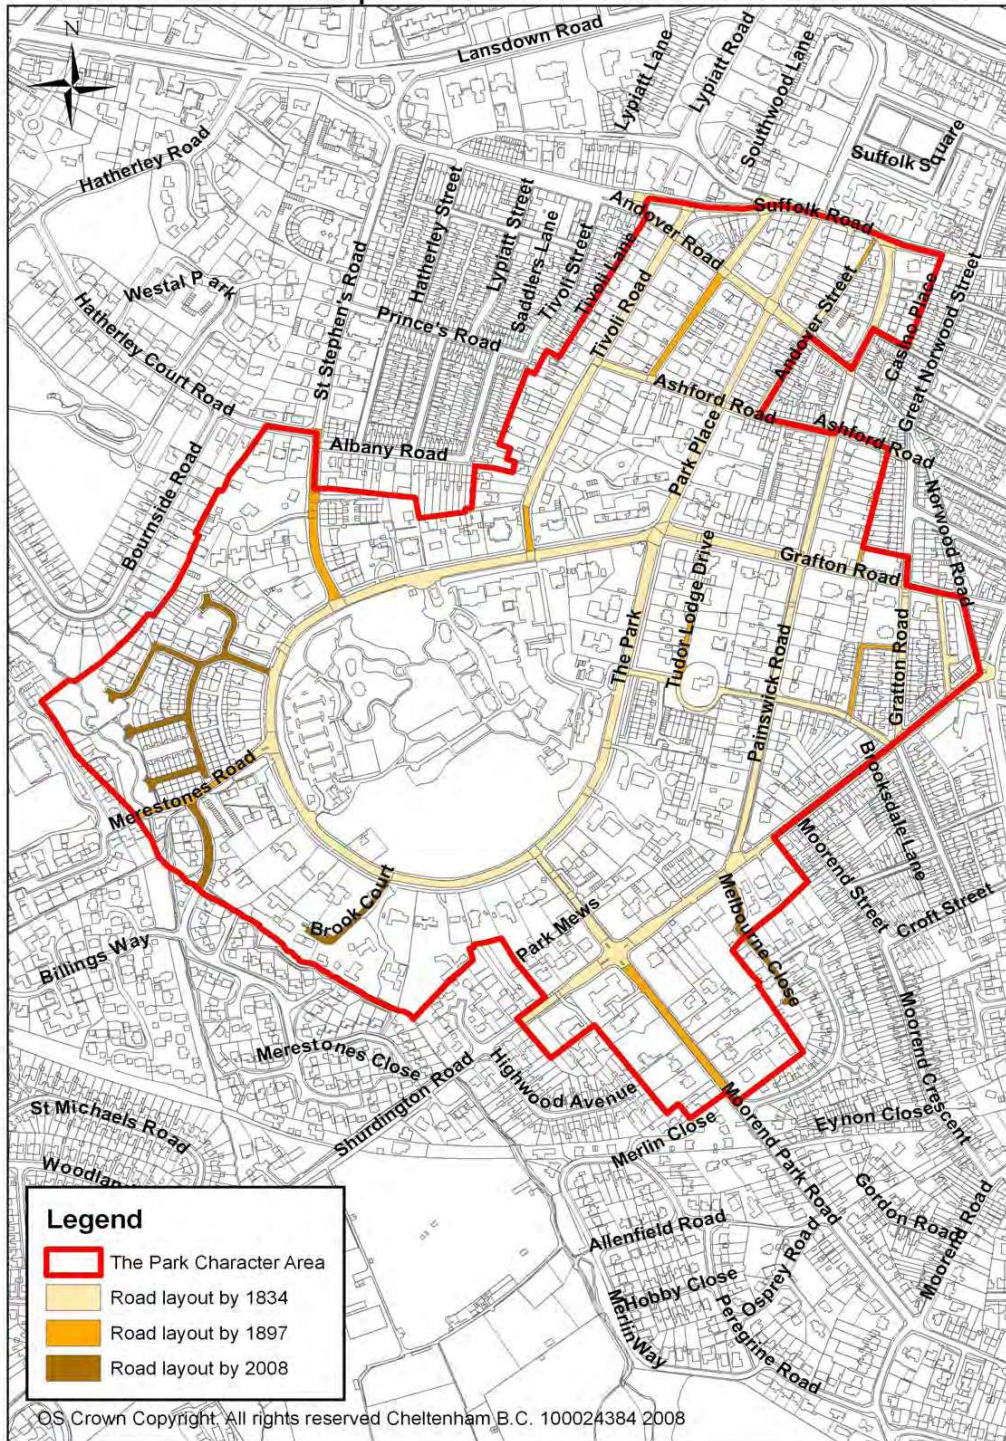 N
Lansdown Road
Lypiatt Lane
Lypiatt Road
Southwood Lane
Suffolk Square
Hatherley Road
Hatherley Street
Lypiatt Street
Saddlers Lane
Tivoli Street
Tivoli Lane
Andover Road
Suffolk Road
Westal Park
St Stephen's Road
Prince's Road
Tivoli Road
Andover Street
Casino Place
Great Norwood Street
Hatherley Court Road
Ashford Road
Ashford Road
Albany Road
Park Place
Bournside Road
Norwood Road
Grafton Road
Tudor Lodge Drive
The Park
Painswick Road
Gratton Road
Merestones Road
Brooksdale Lane
Moorend Street
Croft Street
Brook Court
Park Mews
Melbourne Close
Billings Way
Merestones Close
Highwood Avenue
Moorend Crescent
St Michaels Road
Shurdington Road
Merlin Close
Eynon Close
Moorend Park Road
Gordon Road
Moorend Road
Allenfield Road
Hobby Close
Osprey Road
Merlin Way
Peregrine Road
Legend
The Park Character Area
Road layout by 1834
Road layout by 1897
Road layout by 2008
OS Crown Copyright. All rights reserved Cheltenham B.C. 100024384 2008